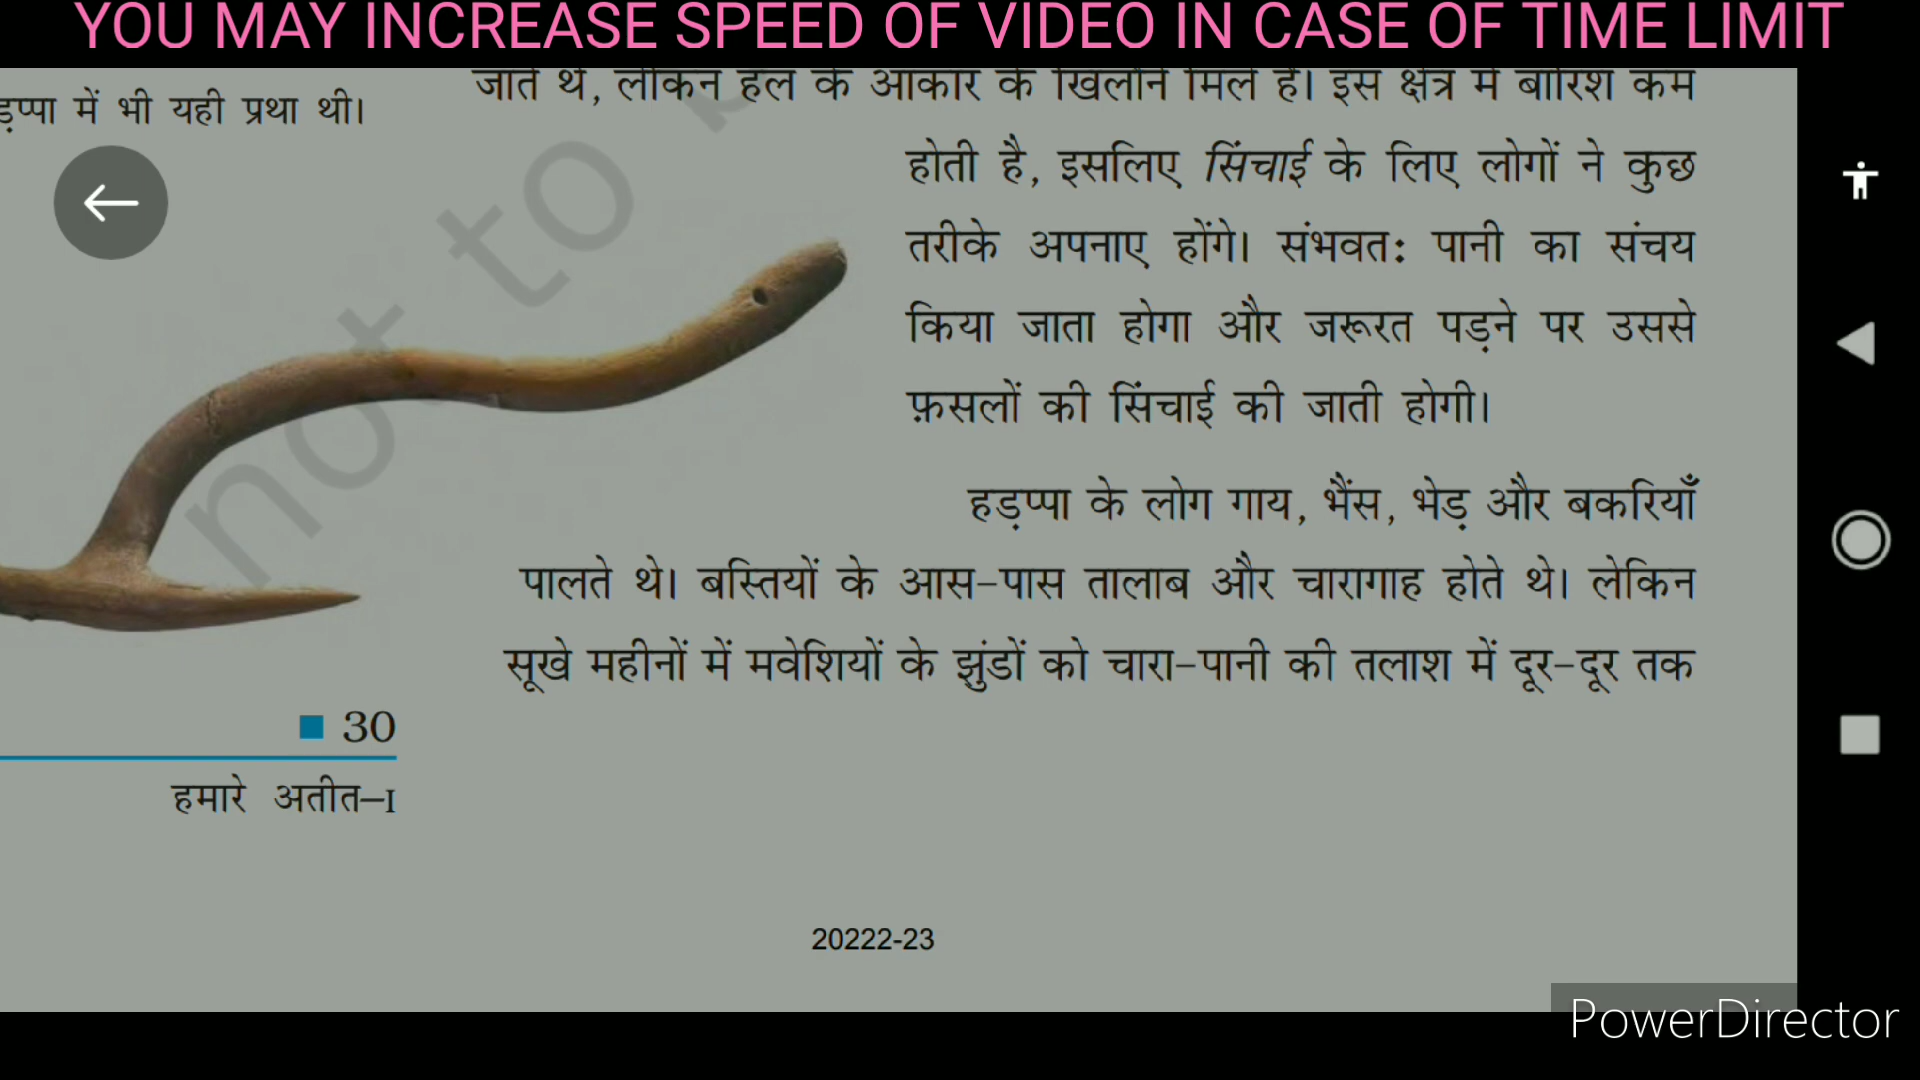 YOU MAY INCREASE SPEED OF VIDEO IN CASE OF TIME LIMIT
ड़प्पा में भी यही प्रथा थी।
जाते थे, लेकिन हल के आकार के खिलौने मिले हैं। इस क्षेत्र में बारिश कम
होती है, इसलिए सिंचाई के लिए लोगों ने कुछ
तरीके अपनाए होंगे। संभवत: पानी का संचय
किया जाता होगा और जरूरत पड़ने पर उससे
फ़सलों की सिंचाई की जाती होगी।
हड़प्पा के लोग गाय, भैंस, भेड़ और बकरियाँ
पालते थे। बस्तियों के आस-पास तालाब और चारागाह होते थे। लेकिन
सूखे महीनों में मवेशियों के झुंडों को चारा-पानी की तलाश में दूर-दूर तक
not to
■ 30
हमारे अतीत–I
20222-23
PowerDirector